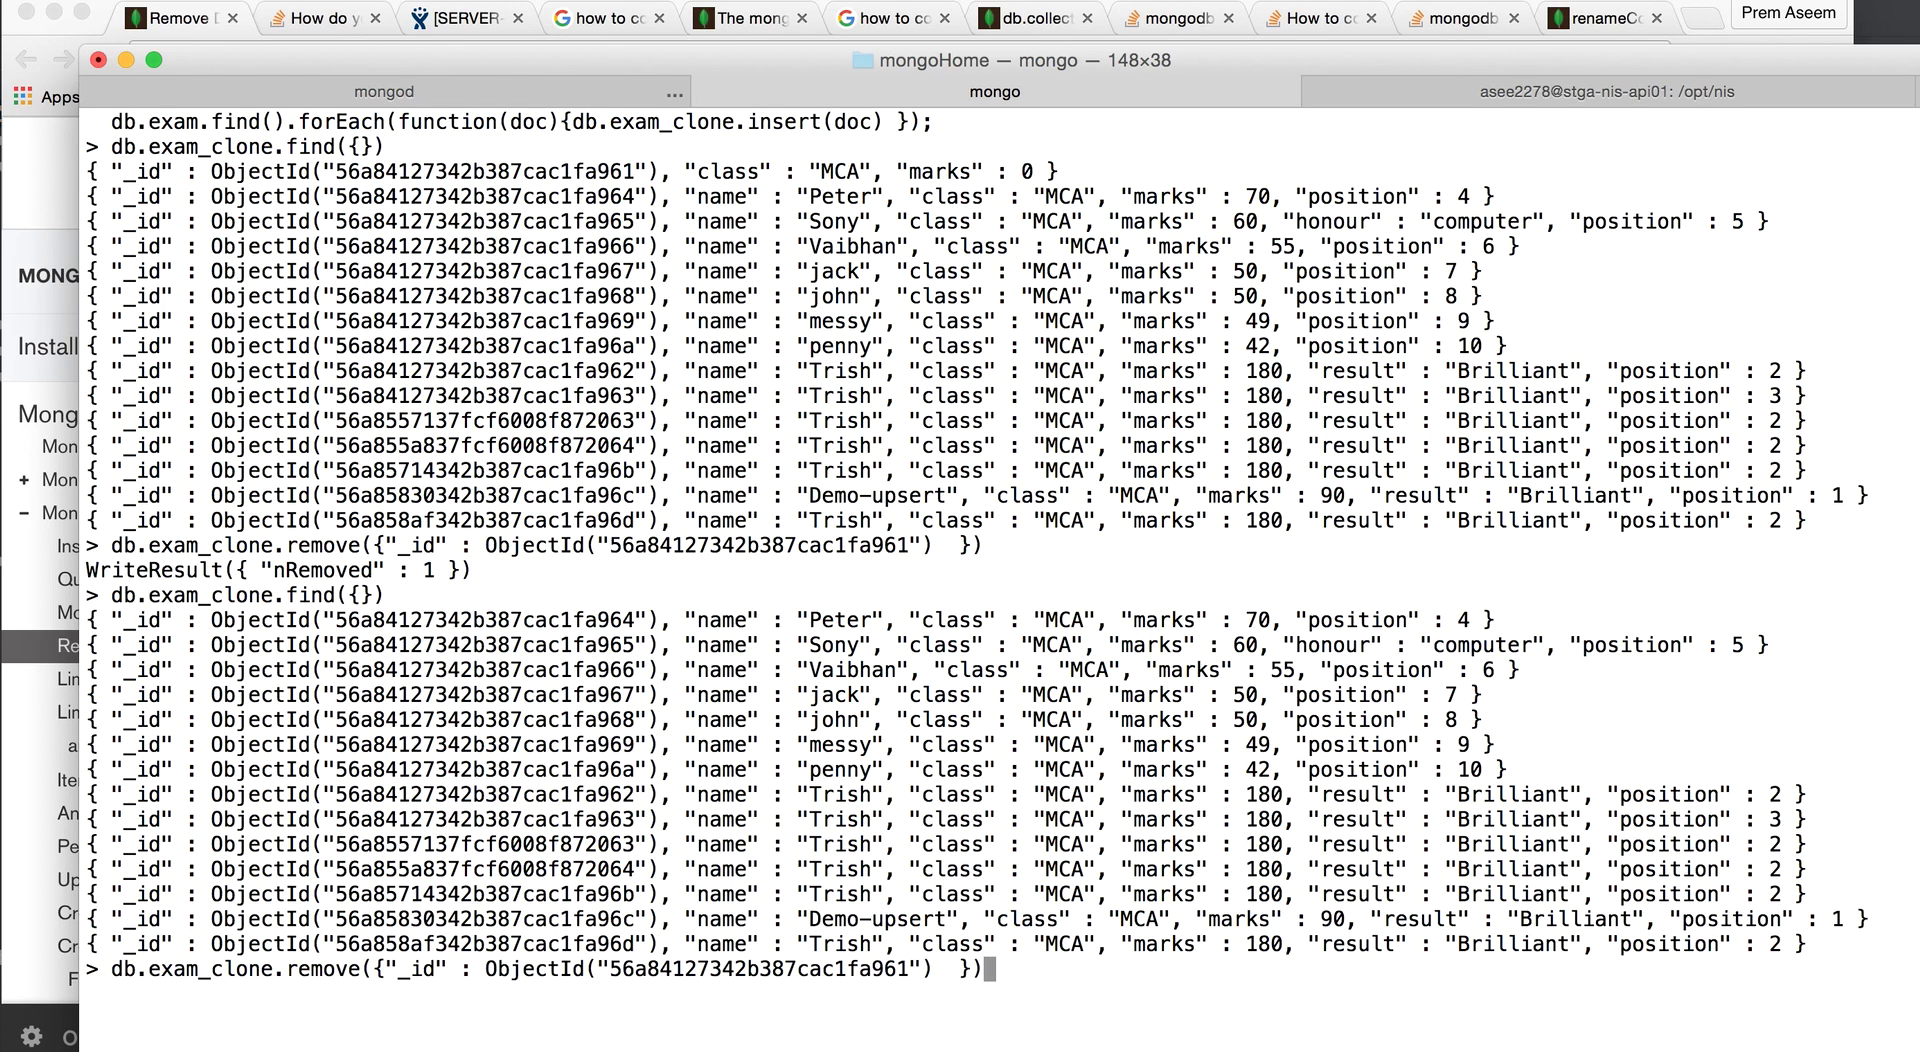 Remove D
How do y
[SERVER-
how to co
The mong
how to co
db.collec
mongodb
How to c
mongodb
renameCo
Prem Aseem
mongoHome — mongo — 148×38
Apps
mongod
...
mongo
asee2278@stga-nis-api01: /opt/nis
db.exam.find().forEach(function(doc){db.exam_clone.insert(doc) });
> db.exam_clone.find({})
{ "_id" : ObjectId("56a84127342b387cac1fa961"), "class" : "MCA", "marks" : 0 }
{ "_id" : ObjectId("56a84127342b387cac1fa964"), "name" : "Peter", "class" : "MCA", "marks" : 70, "position" : 4 }
{ "_id" : ObjectId("56a84127342b387cac1fa965"), "name" : "Sony", "class" : "MCA", "marks" : 60, "honour" : "computer", "position" : 5 }
{ "_id" : ObjectId("56a84127342b387cac1fa966"), "name" : "Vaibhan", "class" : "MCA", "marks" : 55, "position" : 6 }
{ "_id" : ObjectId("56a84127342b387cac1fa967"), "name" : "jack", "class" : "MCA", "marks" : 50, "position" : 7 }
{ "_id" : ObjectId("56a84127342b387cac1fa968"), "name" : "john", "class" : "MCA", "marks" : 50, "position" : 8 }
{ "_id" : ObjectId("56a84127342b387cac1fa969"), "name" : "messy", "class" : "MCA", "marks" : 49, "position" : 9 }
{ "_id" : ObjectId("56a84127342b387cac1fa96a"), "name" : "penny", "class" : "MCA", "marks" : 42, "position" : 10 }
{ "_id" : ObjectId("56a84127342b387cac1fa962"), "name" : "Trish", "class" : "MCA", "marks" : 180, "result" : "Brilliant", "position" : 2 }
{ "_id" : ObjectId("56a84127342b387cac1fa963"), "name" : "Trish", "class" : "MCA", "marks" : 180, "result" : "Brilliant", "position" : 3 }
{ "_id" : ObjectId("56a8557137fcf6008f872063"), "name" : "Trish", "class" : "MCA", "marks" : 180, "result" : "Brilliant", "position" : 2 }
{ "_id" : ObjectId("56a855a837fcf6008f872064"), "name" : "Trish", "class" : "MCA", "marks" : 180, "result" : "Brilliant", "position" : 2 }
{ "_id" : ObjectId("56a85714342b387cac1fa96b"), "name" : "Trish", "class" : "MCA", "marks" : 180, "result" : "Brilliant", "position" : 2 }
{ "_id" : ObjectId("56a85830342b387cac1fa96c"), "name" : "Demo-upsert", "class" : "MCA", "marks" : 90, "result" : "Brilliant", "position" : 1 }
{ "_id" : ObjectId("56a858af342b387cac1fa96d"), "name" : "Trish", "class" : "MCA", "marks" : 180, "result" : "Brilliant", "position" : 2 }
> db.exam_clone.remove({"_id" : ObjectId("56a84127342b387cac1fa961")  })
WriteResult({ "nRemoved" : 1 })
> db.exam_clone.find({})
{ "_id" : ObjectId("56a84127342b387cac1fa964"), "name" : "Peter", "class" : "MCA", "marks" : 70, "position" : 4 }
{ "_id" : ObjectId("56a84127342b387cac1fa965"), "name" : "Sony", "class" : "MCA", "marks" : 60, "honour" : "computer", "position" : 5 }
{ "_id" : ObjectId("56a84127342b387cac1fa966"), "name" : "Vaibhan", "class" : "MCA", "marks" : 55, "position" : 6 }
{ "_id" : ObjectId("56a84127342b387cac1fa967"), "name" : "jack", "class" : "MCA", "marks" : 50, "position" : 7 }
{ "_id" : ObjectId("56a84127342b387cac1fa968"), "name" : "john", "class" : "MCA", "marks" : 50, "position" : 8 }
{ "_id" : ObjectId("56a84127342b387cac1fa969"), "name" : "messy", "class" : "MCA", "marks" : 49, "position" : 9 }
{ "_id" : ObjectId("56a84127342b387cac1fa96a"), "name" : "penny", "class" : "MCA", "marks" : 42, "position" : 10 }
{ "_id" : ObjectId("56a84127342b387cac1fa962"), "name" : "Trish", "class" : "MCA", "marks" : 180, "result" : "Brilliant", "position" : 2 }
{ "_id" : ObjectId("56a84127342b387cac1fa963"), "name" : "Trish", "class" : "MCA", "marks" : 180, "result" : "Brilliant", "position" : 3 }
{ "_id" : ObjectId("56a8557137fcf6008f872063"), "name" : "Trish", "class" : "MCA", "marks" : 180, "result" : "Brilliant", "position" : 2 }
{ "_id" : ObjectId("56a855a837fcf6008f872064"), "name" : "Trish", "class" : "MCA", "marks" : 180, "result" : "Brilliant", "position" : 2 }
{ "_id" : ObjectId("56a85714342b387cac1fa96b"), "name" : "Trish", "class" : "MCA", "marks" : 180, "result" : "Brilliant", "position" : 2 }
{ "_id" : ObjectId("56a85830342b387cac1fa96c"), "name" : "Demo-upsert", "class" : "MCA", "marks" : 90, "result" : "Brilliant", "position" : 1 }
{ "_id" : ObjectId("56a858af342b387cac1fa96d"), "name" : "Trish", "class" : "MCA", "marks" : 180, "result" : "Brilliant", "position" : 2 }
> db.exam_clone.remove({"_id" : ObjectId("56a84127342b387cac1fa961")  })
MONG
Install
Mong
Mon
+ Mon
− Mon
Ins
Qu
Mo
Re
Lim
Lim
a
Iter
An
Pe
Up
Cr
Cr
F
O